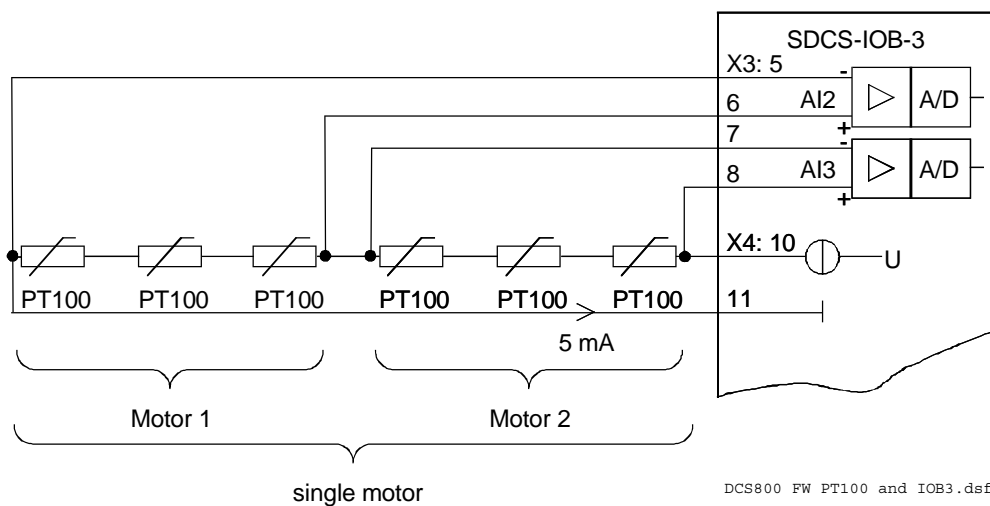 SDCS-IOB-3
X3: 5
-
6
AI2
A/D
+
7
-
8
AI3
A/D
+
X4: 10
U
PT100 PT100 PT100 PT100 PT100 PT100
11
5 mA
Motor 1
Motor 2
single motor
DCS800 FW PT100 and IOB3.dsf